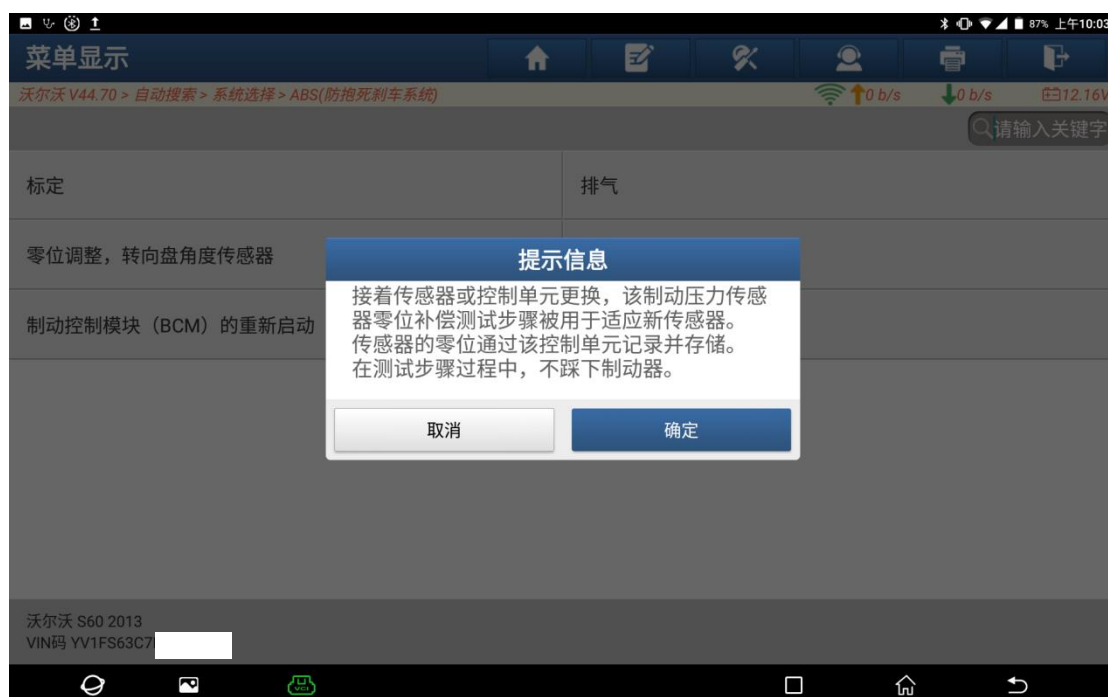 87% 上午10:03
菜单显示
沃尔沃 V44.70 > 自动搜索 > 系统选择 > ABS(防抱死刹车系统)
0 b/s
0 b/s
12.16V
请输入关键字
标定
排气
零位调整，转向盘角度传感器
制动控制模块（BCM）的重新启动
提示信息
接着传感器或控制单元更换，该制动压力传感
器零位补偿测试步骤被用于适应新传感器。
传感器的零位通过该控制单元记录并存储。
在测试步骤过程中，不踩下制动器。
取消
确定
沃尔沃 S60 2013
VIN码 YV1FS63C7
VCI